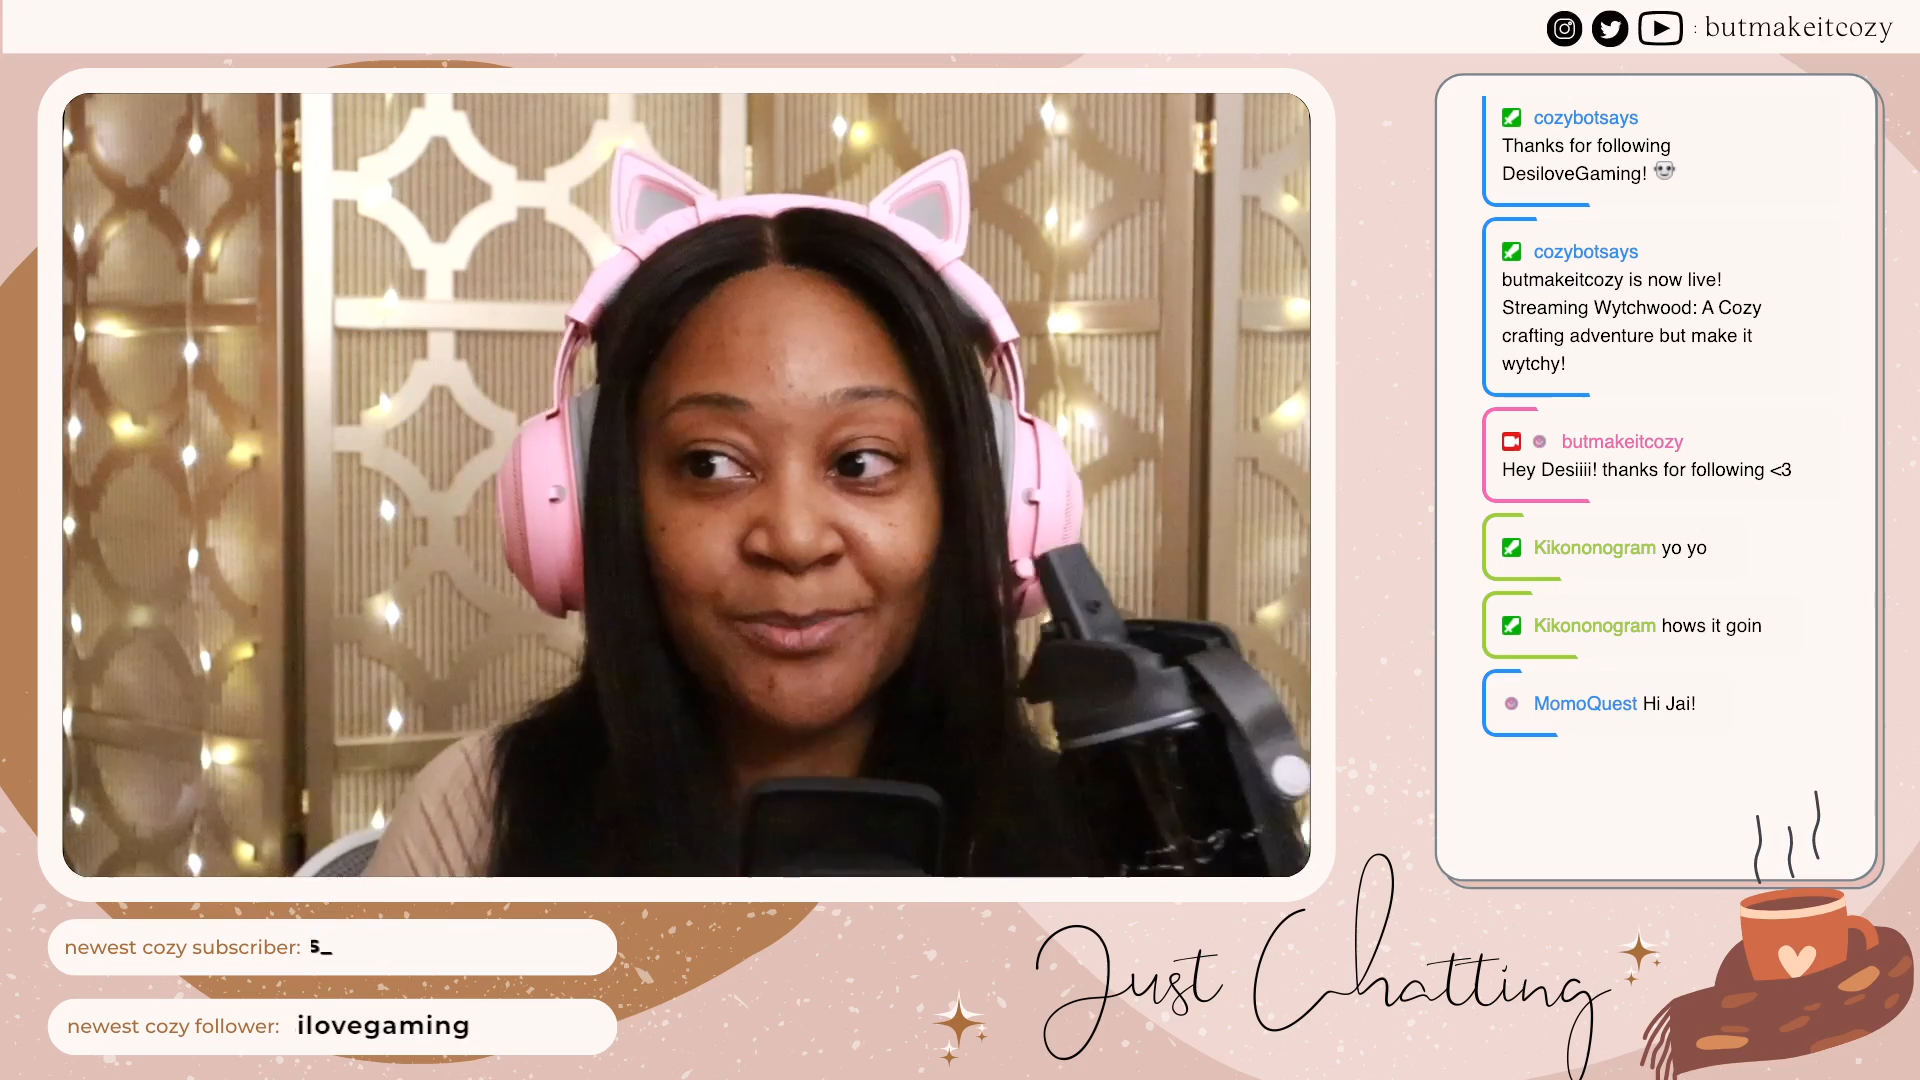 : butmakeitcozy
cozybotsays
Thanks for following
DesiloveGaming!
cozybotsays
butmakeitcozy is now live!
Streaming Wytchwood: A Cozy
crafting adventure but make it
wytchy!
butmakeitcozy
Hey Desiiii! thanks for following <3
Kikononogram yo yo
Kikononogram hows it goin
MomoQuest Hi Jai!
newest cozy subscriber: s_
newest cozy follower: ilovegaming
Just Chatting